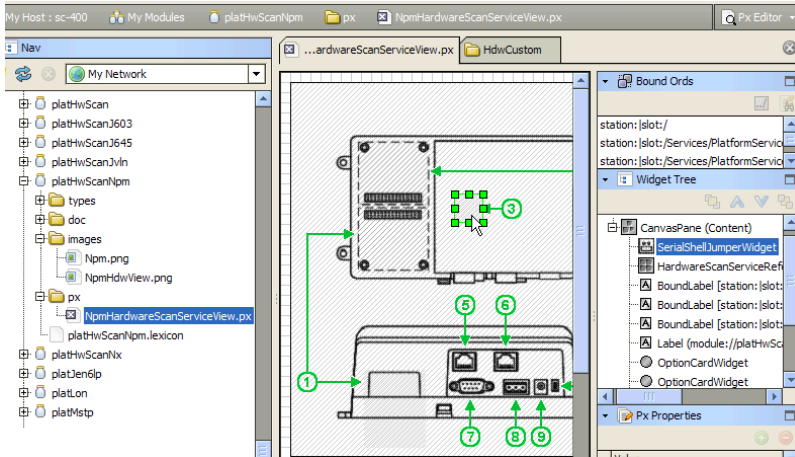 My Host : sc-400 My Modules platHwScanNpm px NpmHardwareScanServiceView.px Px Editor
Nav
My Network
platHwScan
platHwScanJ603
platHwScanJ645
platHwScanJvln
platHwScanNpm
types
doc
images
Npm.png
NpmHdwView.png
px
NpmHardwareScanServiceView.px
platHwScanNpm.lexicon
platHwScanNx
platJen6lp
platLon
platMstp
...ardwareScanServiceView.px HdwCustom
3
1
5 6
7 8 9
Bound Ords
station:|slot:/
station:|slot:/Services/PlatformServic
station:|slot:/Services/PlatformServic
Widget Tree
CanvasPane (Content)
SerialShellJumperWidget
HardwareScanServiceRefr
BoundLabel [station:|slot:
BoundLabel [station:|slot:
BoundLabel [station:|slot:
Label (module://platHwSca
OptionCardWidget
OptionCardWidget
Px Properties